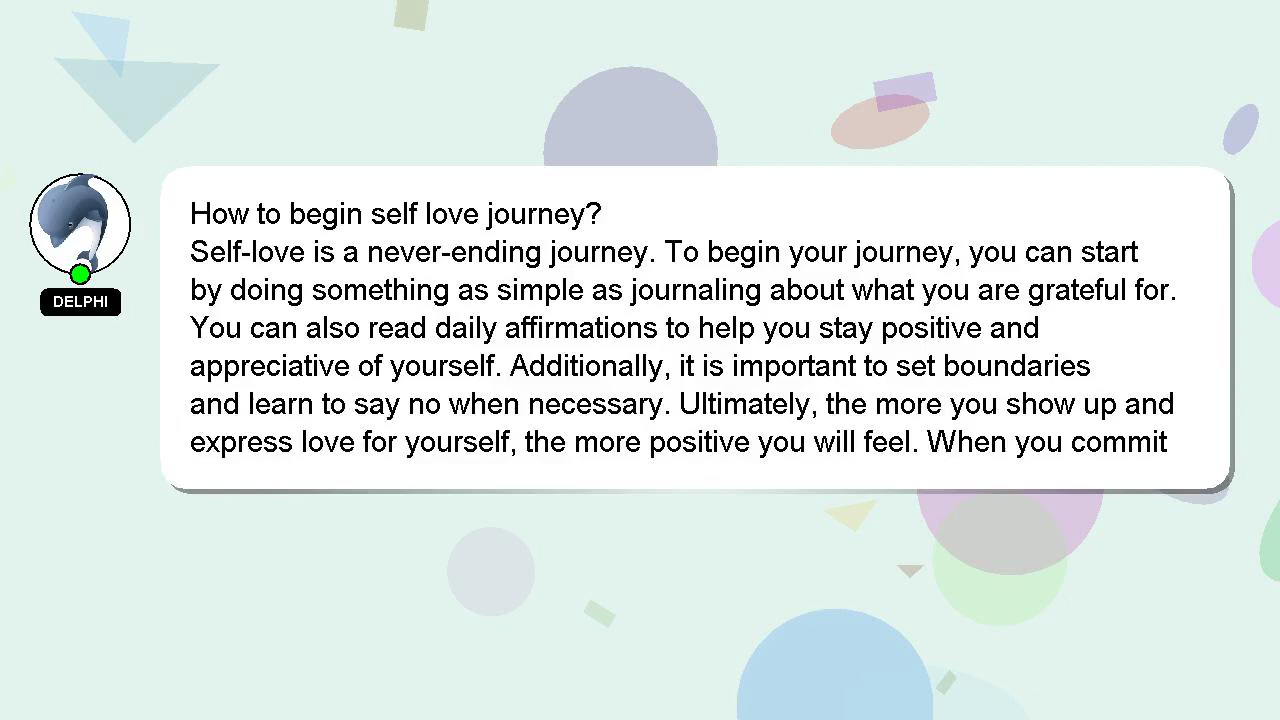 How to begin self love journey?
Self-love is a never-ending journey. To begin your journey, you can start
by doing something as simple as journaling about what you are grateful for.
You can also read daily affirmations to help you stay positive and
appreciative of yourself. Additionally, it is important to set boundaries
and learn to say no when necessary. Ultimately, the more you show up and
express love for yourself, the more positive you will feel. When you commit
DELPHI